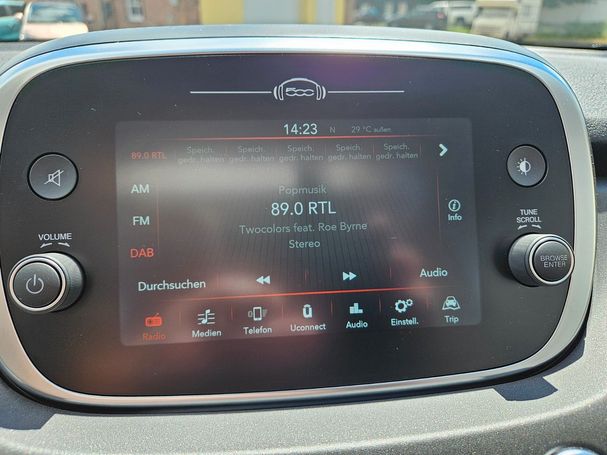 500
14:23 N 29 °C außen
89.0 RTL Speich. gedr. halten Speich. gedr. halten Speich. gedr. halten Speich. gedr. halten Speich. gedr. halten
AM
FM
DAB
Popmusik
89.0 RTL
Twocolors feat. Roe Byrne
Stereo
Info
VOLUME
TUNE
SCROLL
BROWSE
ENTER
Durchsuchen
Audio
Radio Medien Telefon Uconnect Audio Einstell. Trip